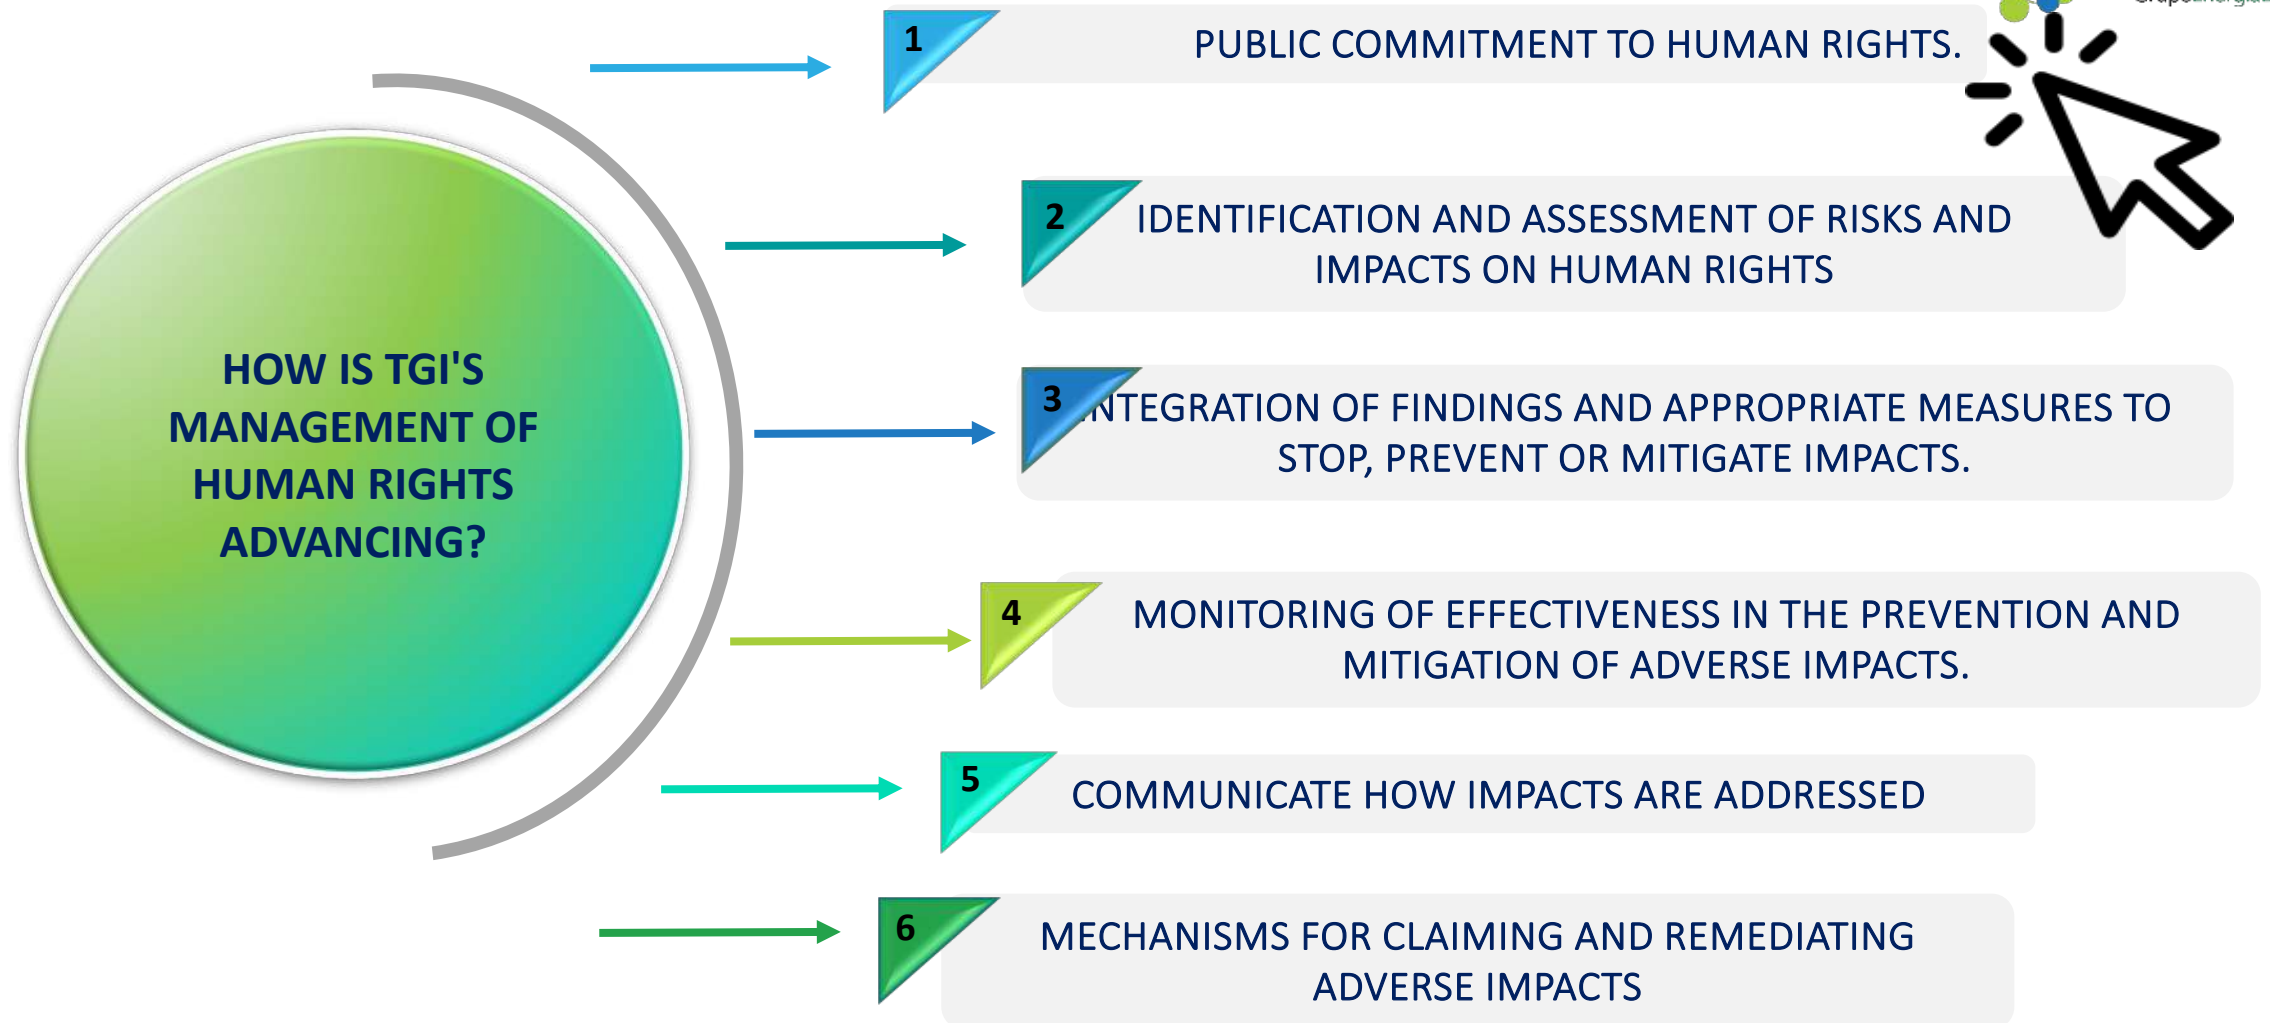 HOW IS TGI'S
MANAGEMENT OF
HUMAN RIGHTS
ADVANCING?
1
PUBLIC COMMITMENT TO HUMAN RIGHTS.
2
IDENTIFICATION AND ASSESSMENT OF RISKS AND
IMPACTS ON HUMAN RIGHTS
3
INTEGRATION OF FINDINGS AND APPROPRIATE MEASURES TO
STOP, PREVENT OR MITIGATE IMPACTS.
4
MONITORING OF EFFECTIVENESS IN THE PREVENTION AND
MITIGATION OF ADVERSE IMPACTS.
5
COMMUNICATE HOW IMPACTS ARE ADDRESSED
6
MECHANISMS FOR CLAIMING AND REMEDIATING
ADVERSE IMPACTS